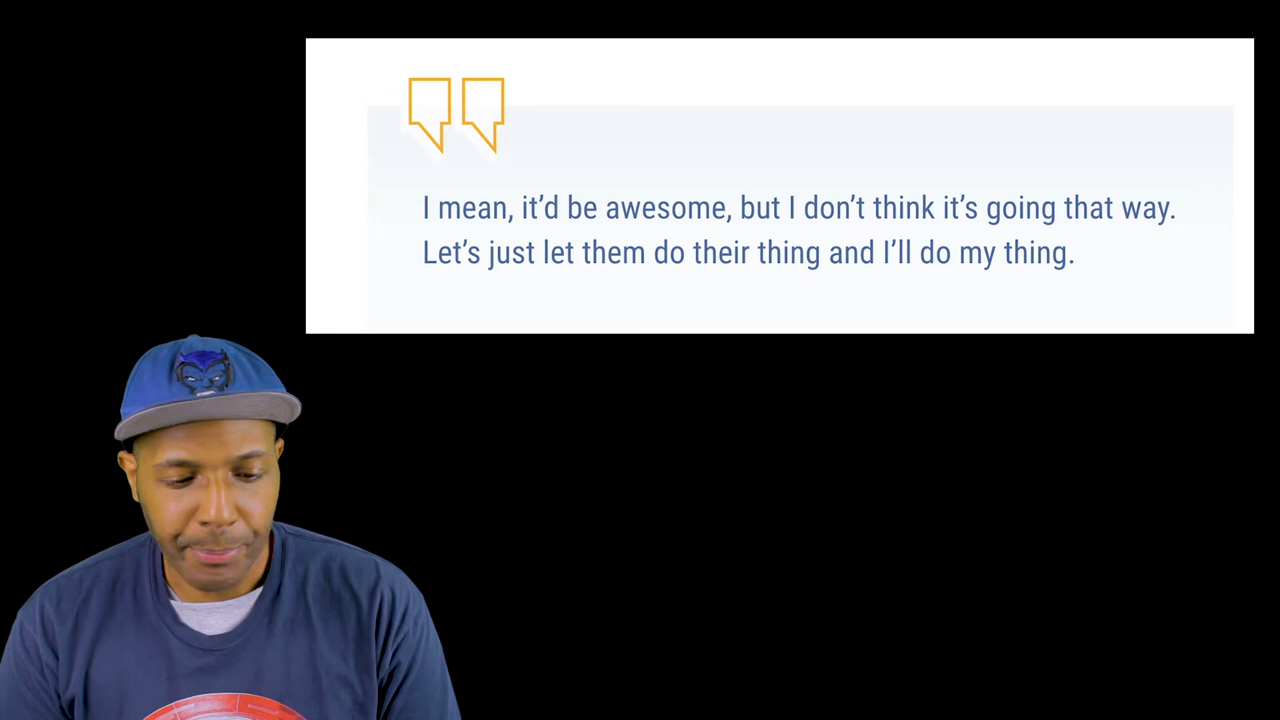 I mean, it’d be awesome, but I don’t think it’s going that way.
Let’s just let them do their thing and I’ll do my thing.